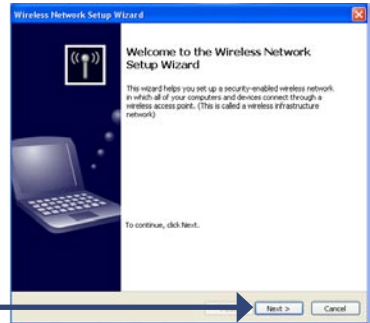 Wireless Network Setup Wizard
Welcome to the Wireless Network
Setup Wizard
This wizard helps you set up a security-enabled wireless network
in which all of your computers and devices connect through a
wireless access point. (This is called a wireless infrastructure
network)
To continue, click Next.
Next > Cancel